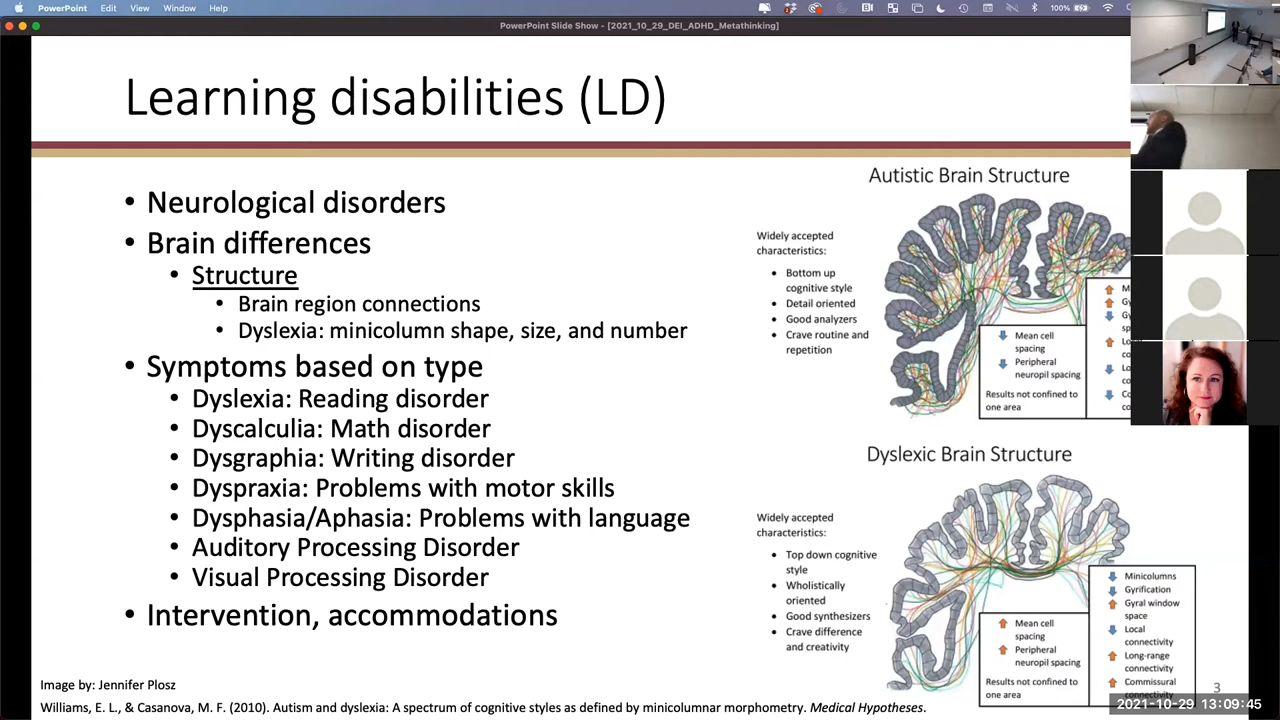 PowerPoint File Edit View Window Help
100%
PowerPoint Slide Show - [2021_10_29_DEI_ADHD_Metathinking]
Learning disabilities (LD)
• Neurological disorders
• Brain differences
• Structure
• Brain region connections
• Dyslexia: minicolumn shape, size, and number
• Symptoms based on type
• Dyslexia: Reading disorder
• Dyscalculia: Math disorder
• Dysgraphia: Writing disorder
• Dyspraxia: Problems with motor skills
• Dysphasia/Aphasia: Problems with language
• Auditory Processing Disorder
• Visual Processing Disorder
• Intervention, accommodations
Autistic Brain Structure
Widely accepted
characteristics:
• Bottom up
cognitive style
• Detail oriented
• Good analyzers
• Crave routine and
repetition
Mean cell
spacing
Peripheral
neuropil spacing
Results not confined to
one area
Dyslexic Brain Structure
Widely accepted
characteristics:
• Top down cognitive
style
• Wholistically
oriented
• Good synthesizers
• Crave difference
and creativity
Mean cell
spacing
Peripheral
neuropil spacing
Results not confined to
one area
Minicolumns
Gyrification
Gyral window
space
Local
connectivity
Long-range
connectivity
Commissural
connectivity
Image by: Jennifer Plosz
Williams, E. L., & Casanova, M. F. (2010). Autism and dyslexia: A spectrum of cognitive styles as defined by minicolumnar morphometry. Medical Hypotheses.
3
2021-10-29 13:09:45